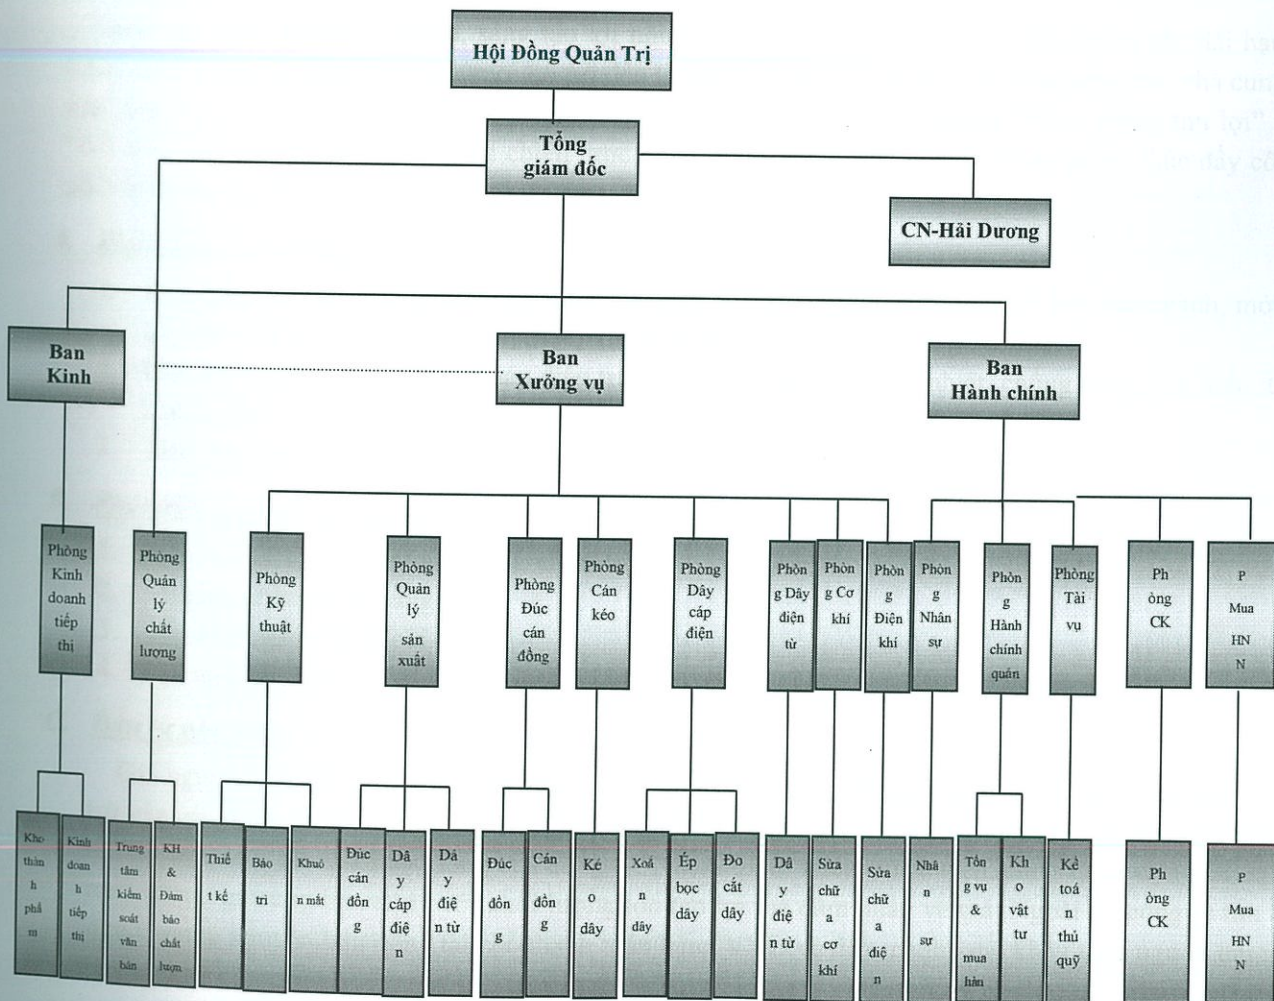 Hội Đồng Quản Trị
Tổng
giám đốc
CN-Hải Dương
Ban
Kinh
Ban
Xưởng vụ
Ban
Hành chính
Phòng
Kinh
doanh
tiếp
thị
Phòng
Quản
lý
chất
lượng
Phòng
Kỹ
thuật
Phòng
Quản
lý
sản
xuất
Phòng
Đúc
cán
đồng
Phòng
Cán
kéo
Phòng
Dây
cáp
điện
Phòn
g Dây
điện
từ
Phòn
g Cơ
khí
Phòn
g
Điện
khí
Phòn
g
Nhân
sự
Phòn
g
Hành
chính
quản
Phòng
Tài
vụ
Ph
òng
CK
P
Mua
HN
N
Kho
thàn
h
phẩ
m
Kinh
doan
h
tiếp
thị
Trung
tâm
kiểm
soát
văn
bản
KH
&
Đảm
bảo
chất
lượn
Thiế
t kế
Bảo
trì
Khuô
n mắt
Đúc
cán
đồn
g
Dâ
y
cáp
điệ
n
Dâ
y
điệ
n từ
Đúc
đồn
g
Cán
đồn
g
Ké
o
dây
Xoắ
n
dây
Ép
bọc
dây
Đo
cắt
dây
Dâ
y
điệ
n từ
Sửa
chữ
a
cơ
khí
Sửa
chữ
a
điệ
n
Nhâ
n
sự
Tổn
g vụ
&
mua
hàn
Kh
o
vật
tư
Kế
toá
n
thủ
quỹ
Ph
òng
CK
P
Mua
HN
N